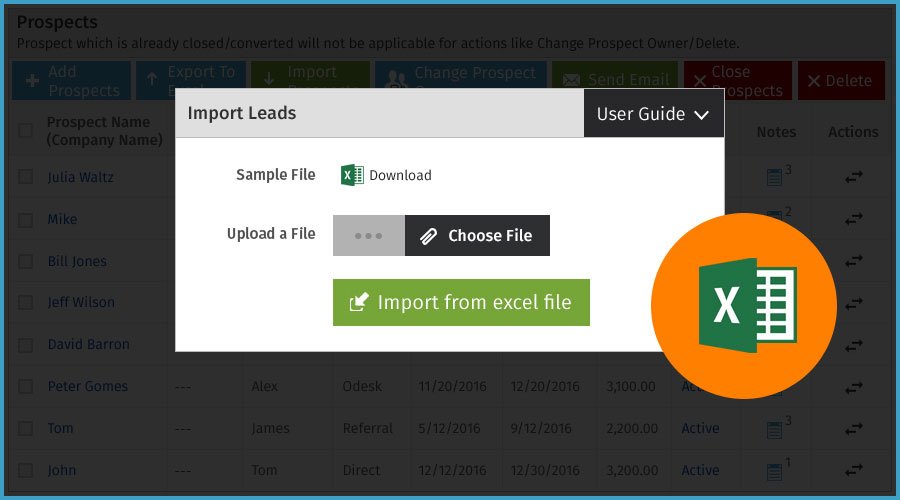 Prospects
Prospect which is already closed/converted will not be applicable for actions like Change Prospect Owner/Delete.
Add Prospects
Export To
Import
Change Prospect
Send Email
Close Prospects
Delete
Import Leads
User Guide
Prospect Name (Company Name)
Notes
Actions
Sample File
Download
Upload a File
Choose File
Import from excel file
X
Julia Waltz 3
Mike 2
Bill Jones
Jeff Wilson
David Barron
Peter Gomes --- Alex Odesk 11/20/2016 12/20/2016 3,100.00
Tom --- James Referral 5/12/2016 9/12/2016 2,200.00 Active 3
John --- Tom Direct 12/12/2016 12/30/2016 3,200.00 Active 1